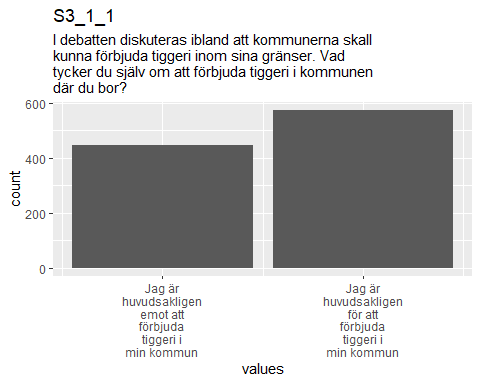 S3_1_1
I debatten diskuteras ibland att kommunerna skall
kunna förbjuda tiggeri inom sina gränser. Vad
tycker du själv om att förbjuda tiggeri i kommunen
där du bor?
600
400
200
0
count
Jag är
huvudsakligen
emot att
förbjuda
tiggeri i
min kommun
Jag är
huvudsakligen
för att
förbjuda
tiggeri i
min kommun
values